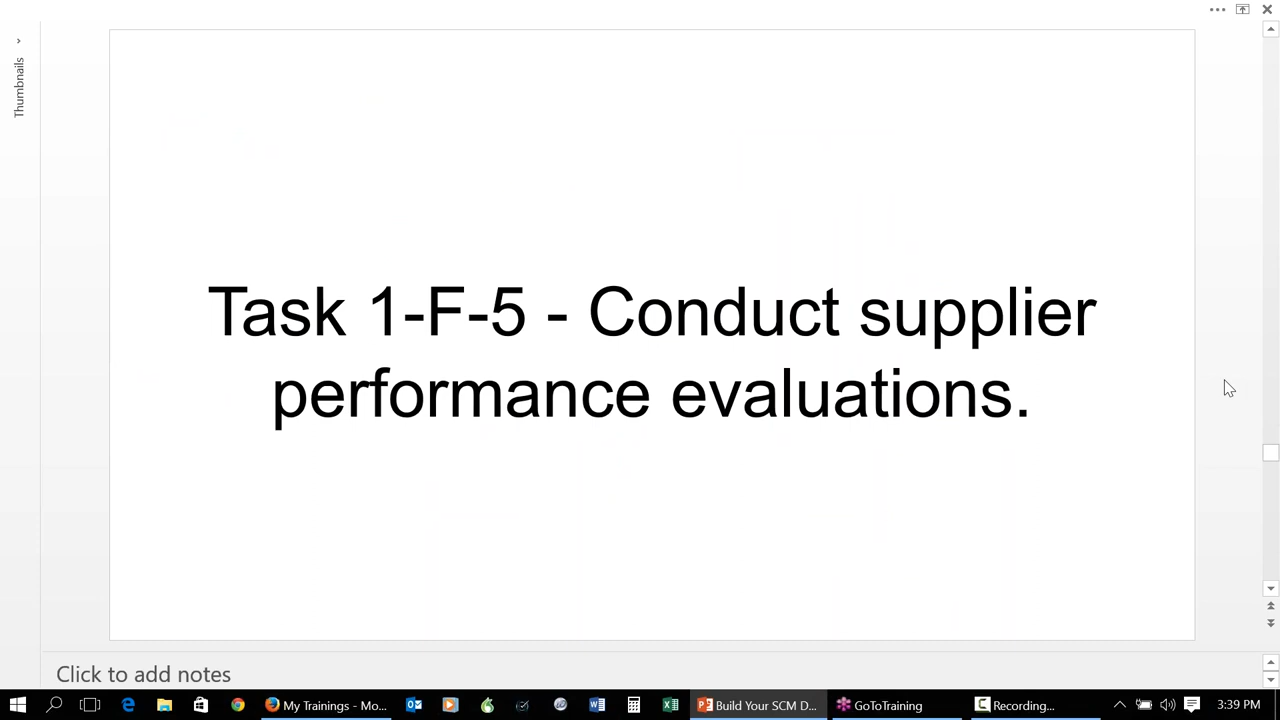 Thumbnails
Task 1-F-5 - Conduct supplier
performance evaluations.
Click to add notes
My Trainings - Mo...
Build Your SCM D...
GoToTraining
Recording...
3:39 PM